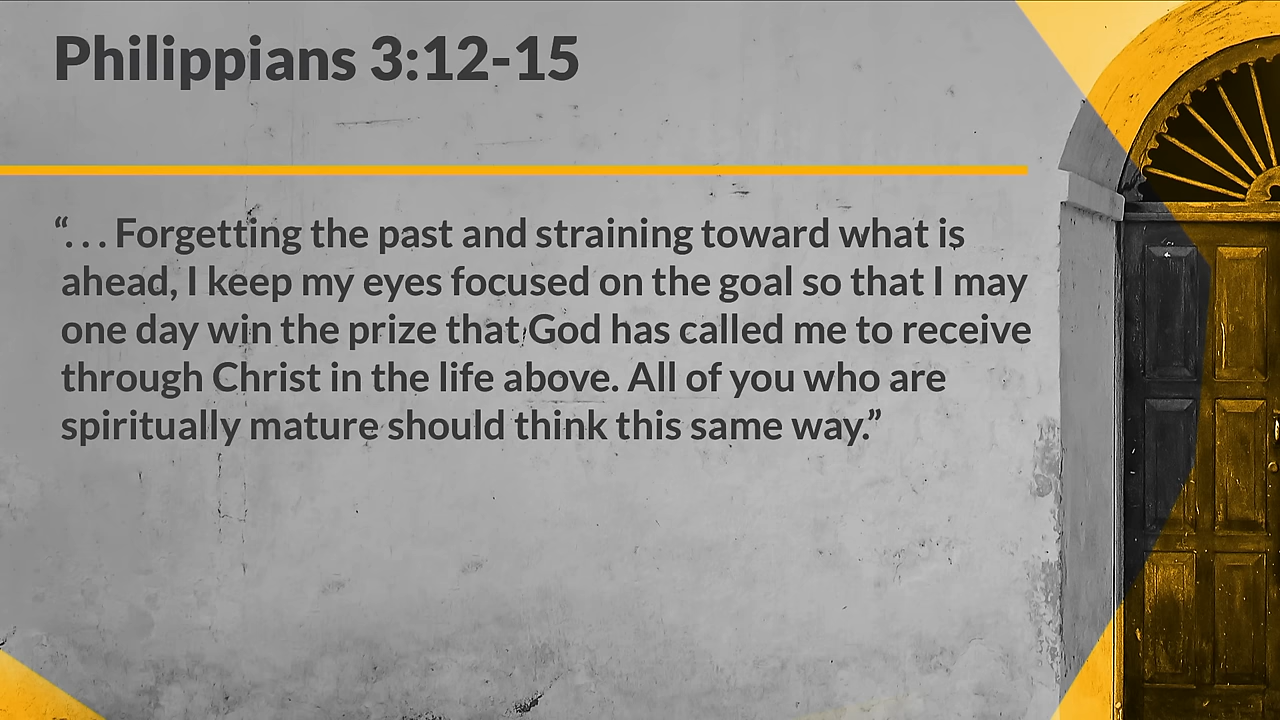 Philippians 3:12-15
“. . . Forgetting the past and straining toward what is
ahead, I keep my eyes focused on the goal so that I may
one day win the prize that God has called me to receive
through Christ in the life above. All of you who are
spiritually mature should think this same way.”